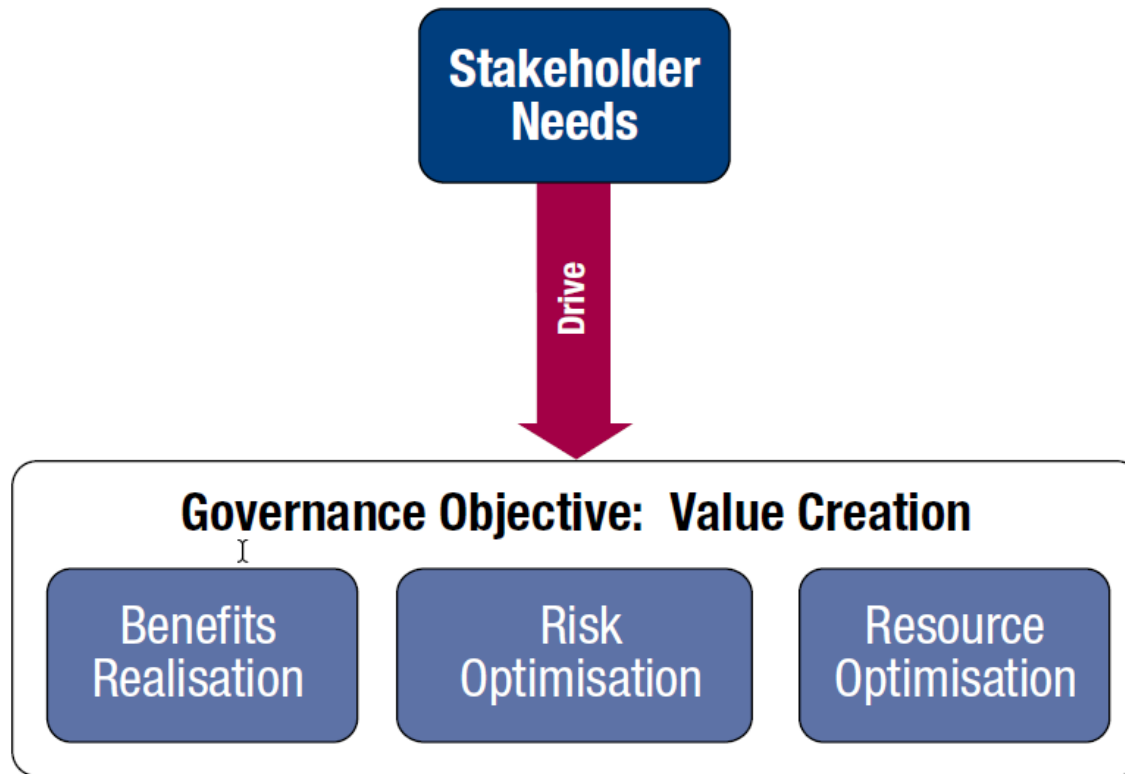 Stakeholder
Needs
Drive
Governance Objective: Value Creation
Benefits
Realisation
Risk
Optimisation
Resource
Optimisation